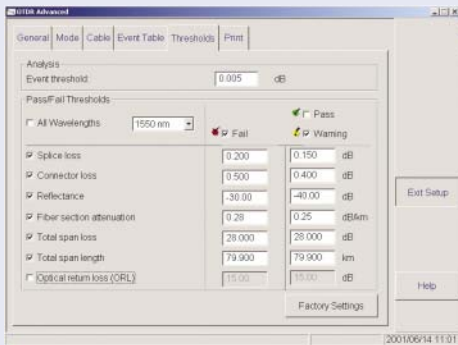 OTDR Advanced
General Mode Cable Event Table Thresholds Print
Analysis
Event threshold: 0.005 dB
Pass/Fail Thresholds
All Wavelengths 1550 nm Fail Pass
Warning
Splice loss 0.200 0.150 dB
Connector loss 0.500 0.400 dB
Reflectance -30.00 -40.00 dB
Fiber section attenuation 0.28 0.25 dB/km
Total span loss 28.000 28.000 dB
Total span length 79.900 79.900 km
Optical return loss (ORL) 15.00 15.00 dB
Factory Settings
Exit Setup
Help
2001/06/14 11:01